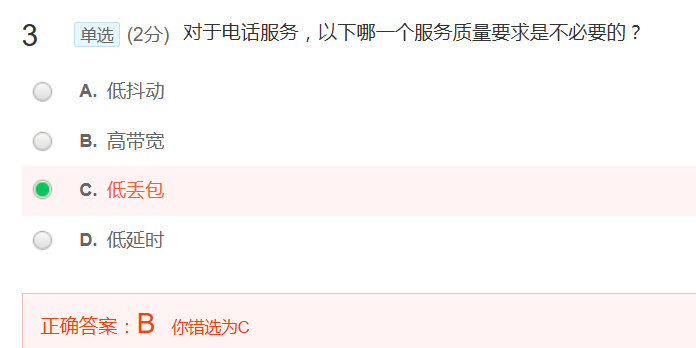 3 单选 (2分) 对于电话服务，以下哪一个服务质量要求是不必要的？
A. 低抖动
B. 高带宽
C. 低丢包
D. 低延时
正确答案：B 你错选为C